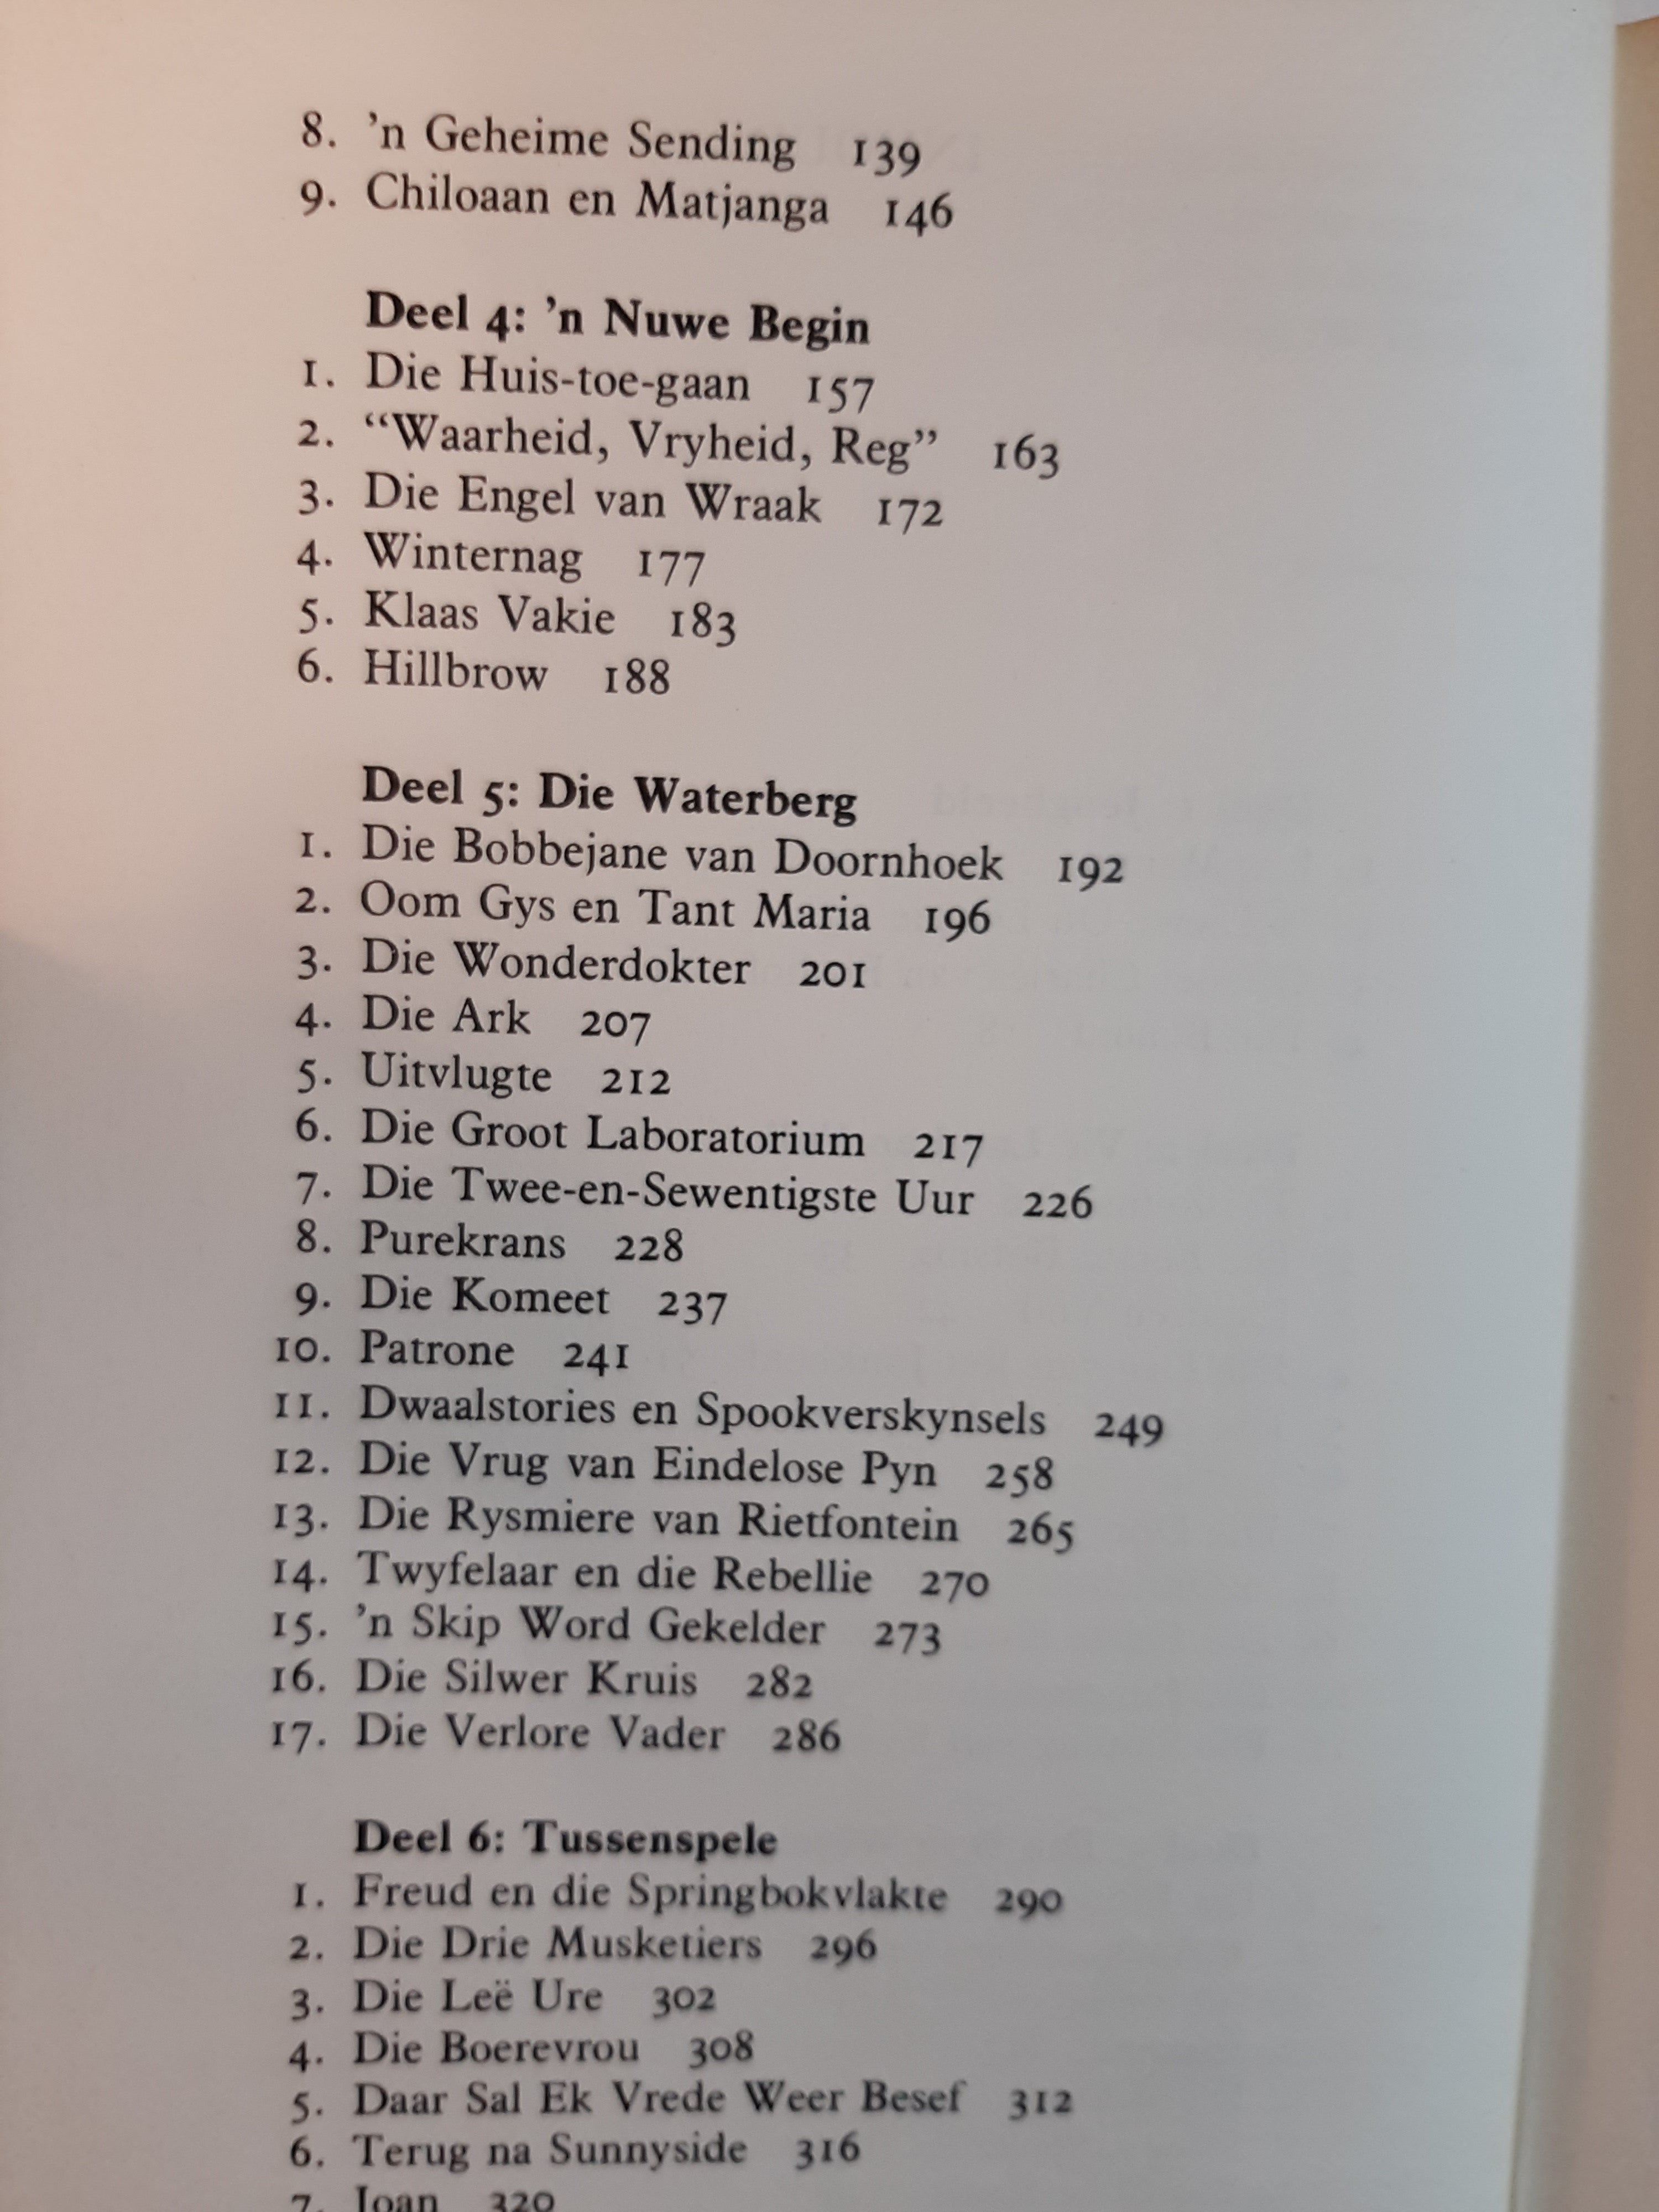 8. ’n Geheime Sending 139
9. Chiloaan en Matjanga 146
Deel 4: ’n Nuwe Begin
1. Die Huis-toe-gaan 157
2. “Waarheid, Vryheid, Reg” 163
3. Die Engel van Wraak 172
4. Winternag 177
5. Klaas Vakie 183
6. Hillbrow 188
Deel 5: Die Waterberg
1. Die Bobbejane van Doornhoek 192
2. Oom Gys en Tant Maria 196
3. Die Wonderdokter 201
4. Die Ark 207
5. Uitvlugte 212
6. Die Groot Laboratorium 217
7. Die Twee-en-Sewentigste Uur 226
8. Purekrans 228
9. Die Komeet 237
10. Patrone 241
11. Dwaalstories en Spookverskynsels 249
12. Die Vrug van Eindelose Pyn 258
13. Die Rysmiere van Rietfontein 265
14. Twyfelaar en die Rebellie 270
15. ’n Skip Word Gekelder 273
16. Die Silwer Kruis 282
17. Die Verlore Vader 286
Deel 6: Tussenspele
1. Freud en die Springbokvlakte 290
2. Die Drie Musketiers 296
3. Die Leë Ure 302
4. Die Boerevrou 308
5. Daar Sal Ek Vrede Weer Besef 312
6. Terug na Sunnyside 316
7. Joan 320